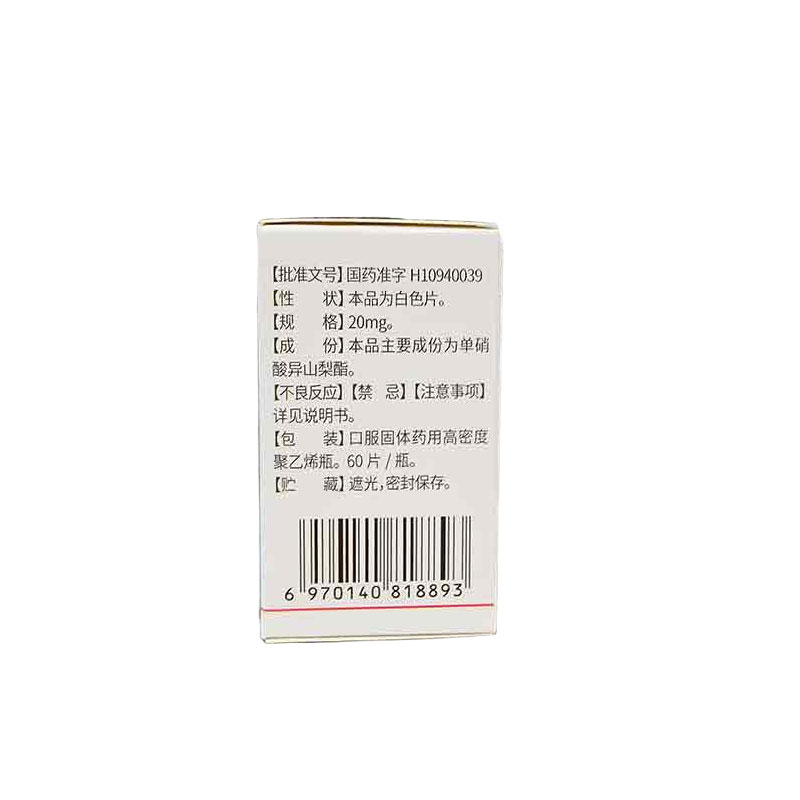 【批准文号】国药准字 H10940039
【性 状】本品为白色片。
【规 格】20mg。
【成 份】本品主要成份为单硝
酸异山梨酯。
【不良反应】【禁 忌】【注意事项】
详见说明书。
【包 装】口服固体药用高密度
聚乙烯瓶。60 片 / 瓶。
【贮 藏】遮光,密封保存。
6 970140 818893